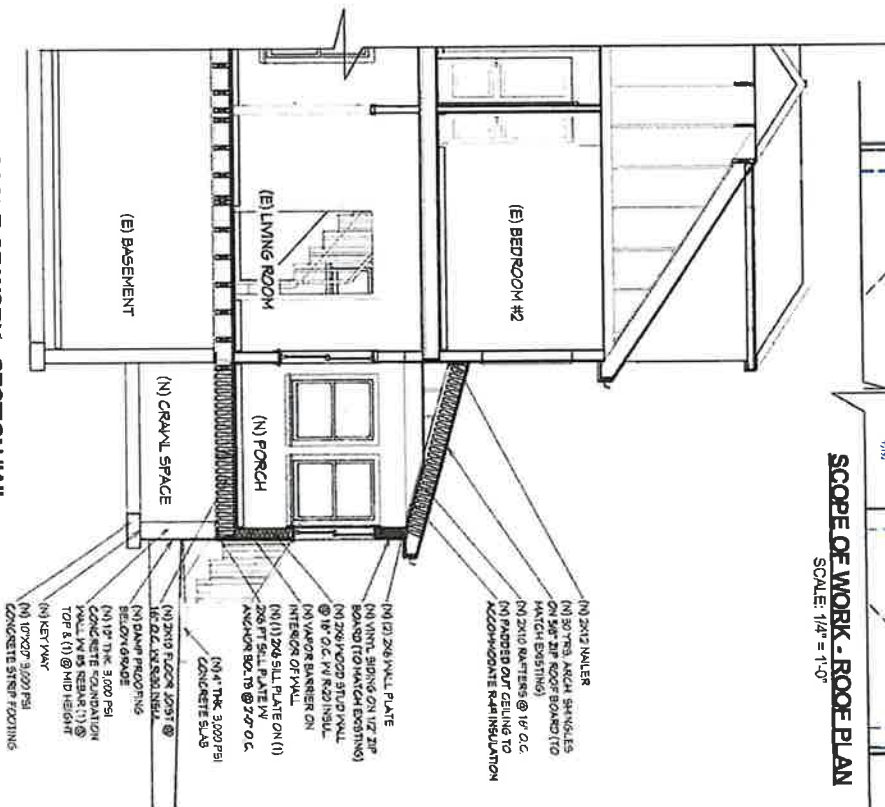 SCOPE OF WORK - ROOF PLAN
SCALE: 1/4" = 1'-0"
(E) BEDROOM #2
(E) LIVING ROOM
(E) BASEMENT
(N) PORCH
(N) CRAWL SPACE
(N) 2X12 NAILER
(N) 30 YRS ARCH SHINGLES
ON 5/8" ZIP ROOF BOARD (TO
MATCH EXISTING)
(N) 2X10 RAFTERS @ 16" O.C.
(N) PADDED OUT CEILING TO
ACCOMMODATE R-49 INSULATION
(N) (2) 2X6 WALL PLATE
(N) VINYL SIDING ON 1/2" ZIP
BOARD (TO MATCH EXISTING)
(N) 2X6 WOOD STUD WALL
@ 16" O.C. W/ R-20 INSUL.
(N) VAPOR BARRIER ON
INTERIOR OF WALL
(N) (1) 2X6 SILL PLATE ON (1)
2X6 PT SILL PLATE W/
ANCHOR BOLTS @ 2'-0" O.C.
(N) 4" THK 3,000 PSI
CONCRETE SLAB
(N) 2X10 FLOOR JOIST @
16" O.C. W/ R-30 INSUL.
(N) DAMP PROOFING
BELOW GRADE
(N) 10" THK. 3,000 PSI
CONCRETE FOUNDATION
WALL W/ #5 REBAR (1) @
TOP & (1) @ MID HEIGHT
(N) KEY WAY
(N) 10"X20" 3,000 PSI
CONCRETE STRIP FOOTING